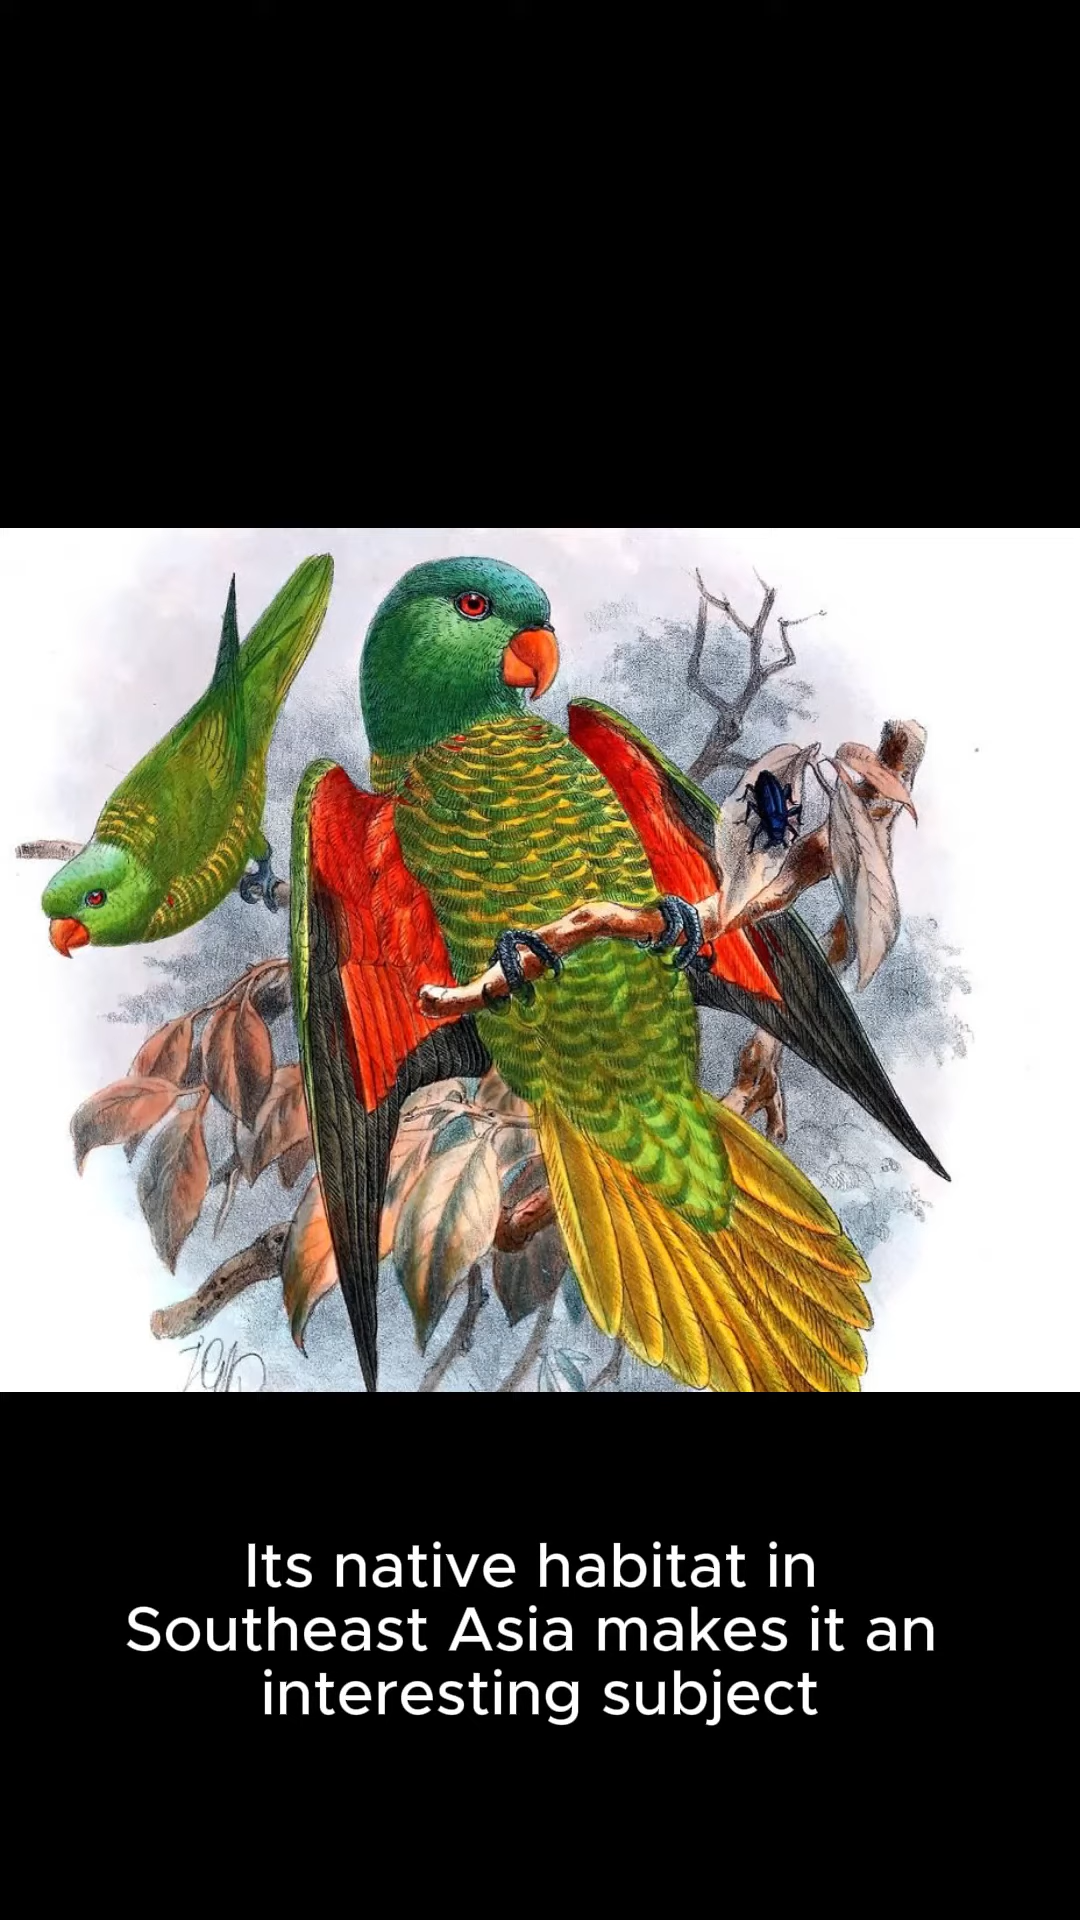 Its native habitat in
Southeast Asia makes it an
interesting subject